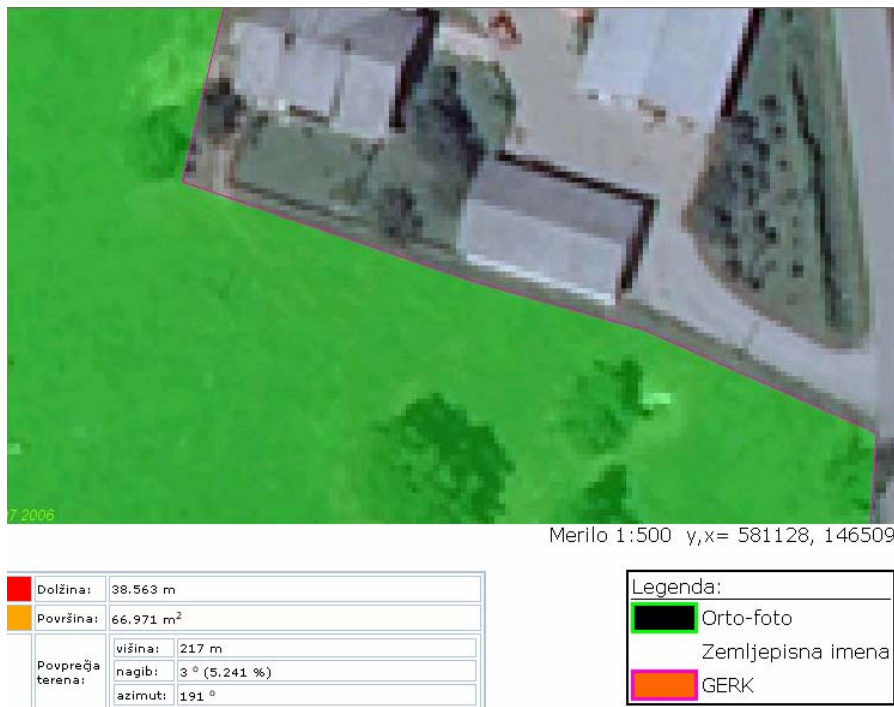 07.2006
Merilo 1:500 y,x= 581128, 146509
Dolžina: 38.563 m
Površina: 66.971 m²
Povprečja terena:
višina: 217 m
nagib: 3 ° (5.241 %)
azimut: 191 °
Legenda:
Orto-foto
Zemljepisna imena
GERK